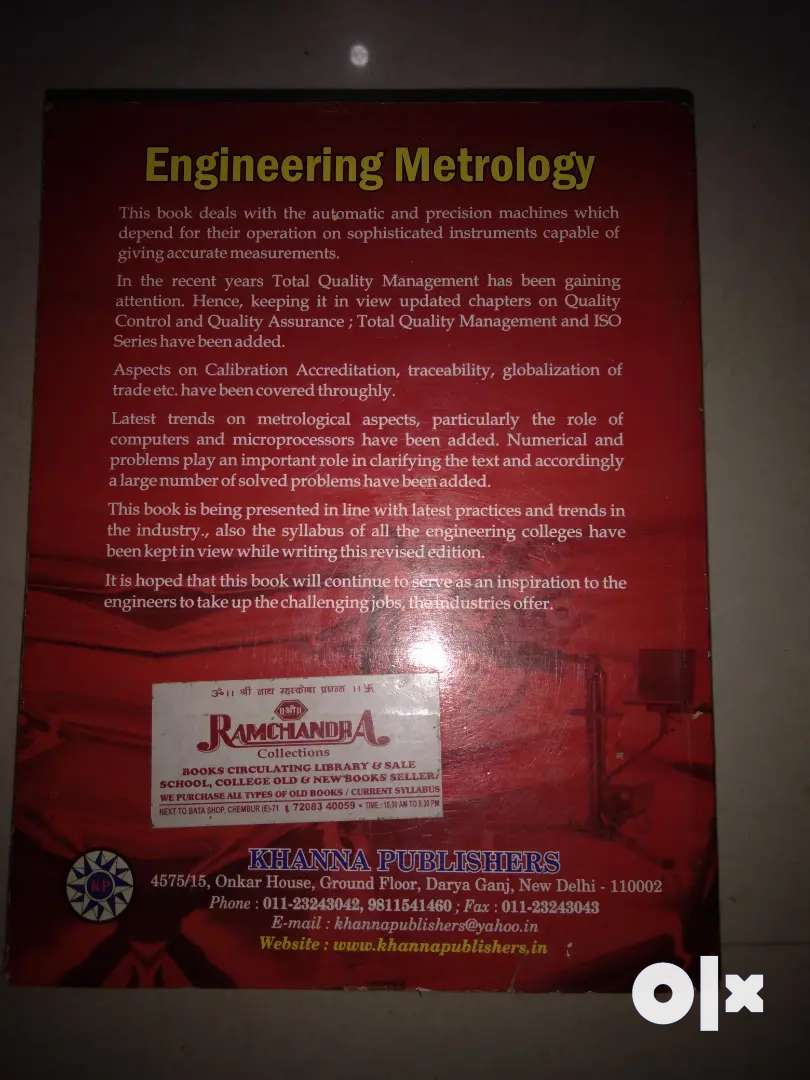 Engineering Metrology
This book deals with the automatic and precision machines which
depend for their operation on sophisticated instruments capable of
giving accurate measurements.
In the recent years Total Quality Management has been gaining
attention. Hence, keeping it in view updated chapters on Quality
Control and Quality Assurance ; Total Quality Management and ISO
Series have been added.
Aspects on Calibration Accreditation, traceability, globalization of
trade etc. have been covered throughly.
Latest trends on metrological aspects, particularly the role of
computers and microprocessors have been added. Numerical and
problems play an important role in clarifying the text and accordingly
a large number of solved problems have been added.
This book is being presented in line with latest practices and trends in
the industry., also the syllabus of all the engineering colleges have
been kept in view while writing this revised edition.
It is hoped that this book will continue to serve as an inspiration to the
engineers to take up the challenging jobs, the industries offer.
ॐ।। श्री नाथ
।।श्री।।
RAMCHANDRA
Collections
BOOKS CIRCULATING LIBRARY & SALE
SCHOOL, COLLEGE OLD & NEW BOOKS SELLER/
WE PURCHASE ALL TYPES OF OLD BOOKS / CURRENT SYLLABUS
NEXT TO BATA SHOP, CHEMBUR (E)-71 72083 40059 • TIME: 10.30 AM TO 9.30 PM
KP
KHANNA PUBLISHERS
4575/15, Onkar House, Ground Floor, Darya Ganj, New Delhi - 110002
Phone : 011-23243042, 9811541460 ; Fax : 011-23243043
E-mail : khannapublishers@yahoo.in
Website : www.khannapublishers.in
olx